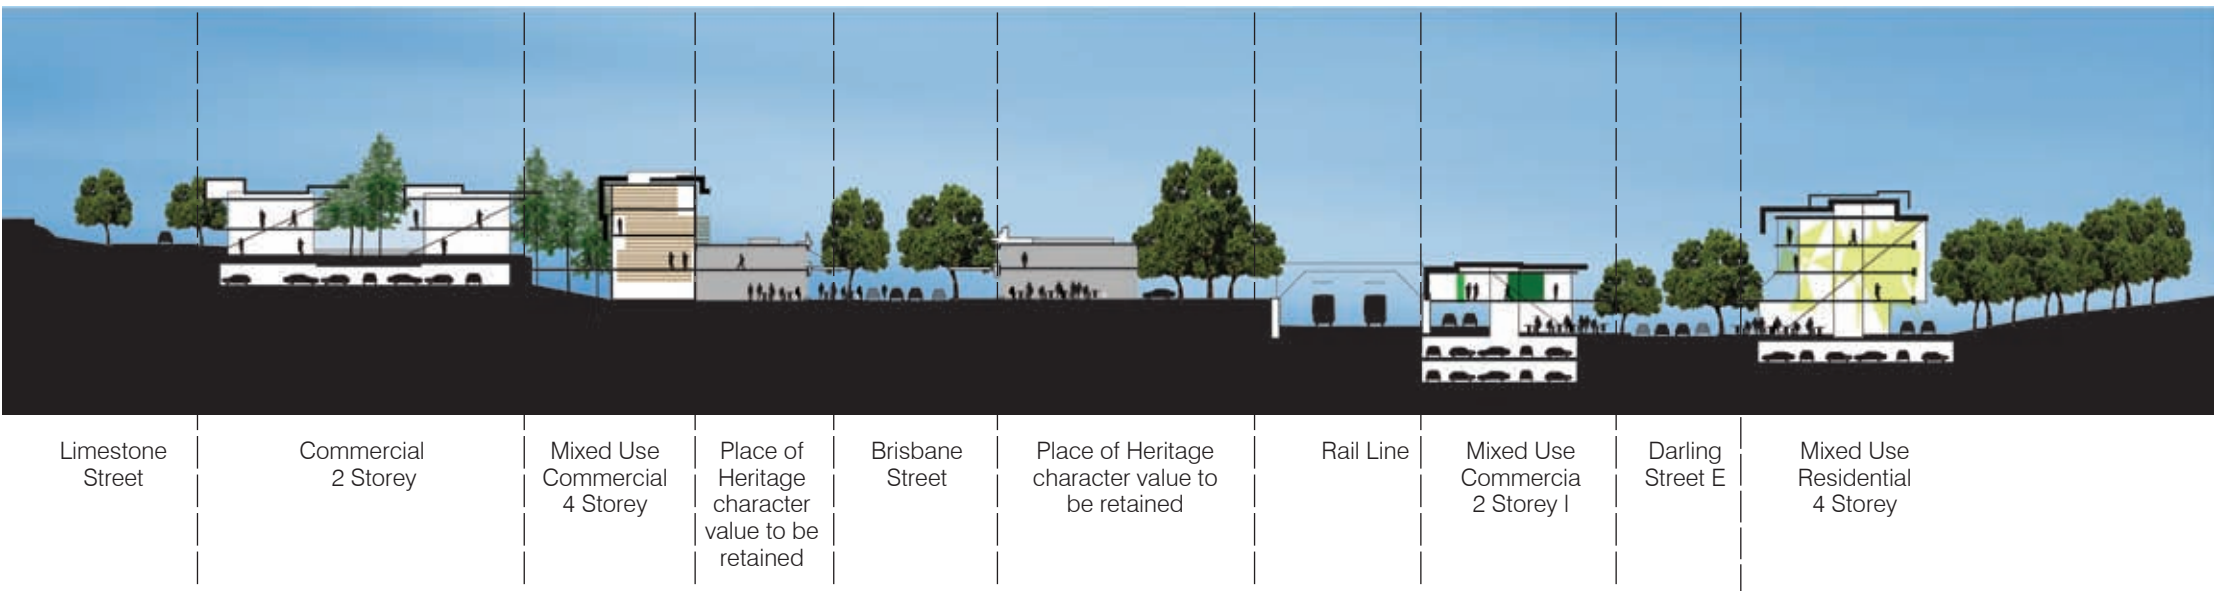 Limestone
Street
Commercial
2 Storey
Mixed Use
Commercial
4 Storey
Place of
Heritage
character
value to be
retained
Brisbane
Street
Place of Heritage
character value to
be retained
Rail Line
Mixed Use
Commercia
2 Storey l
Darling
Street E
Mixed Use
Residential
4 Storey